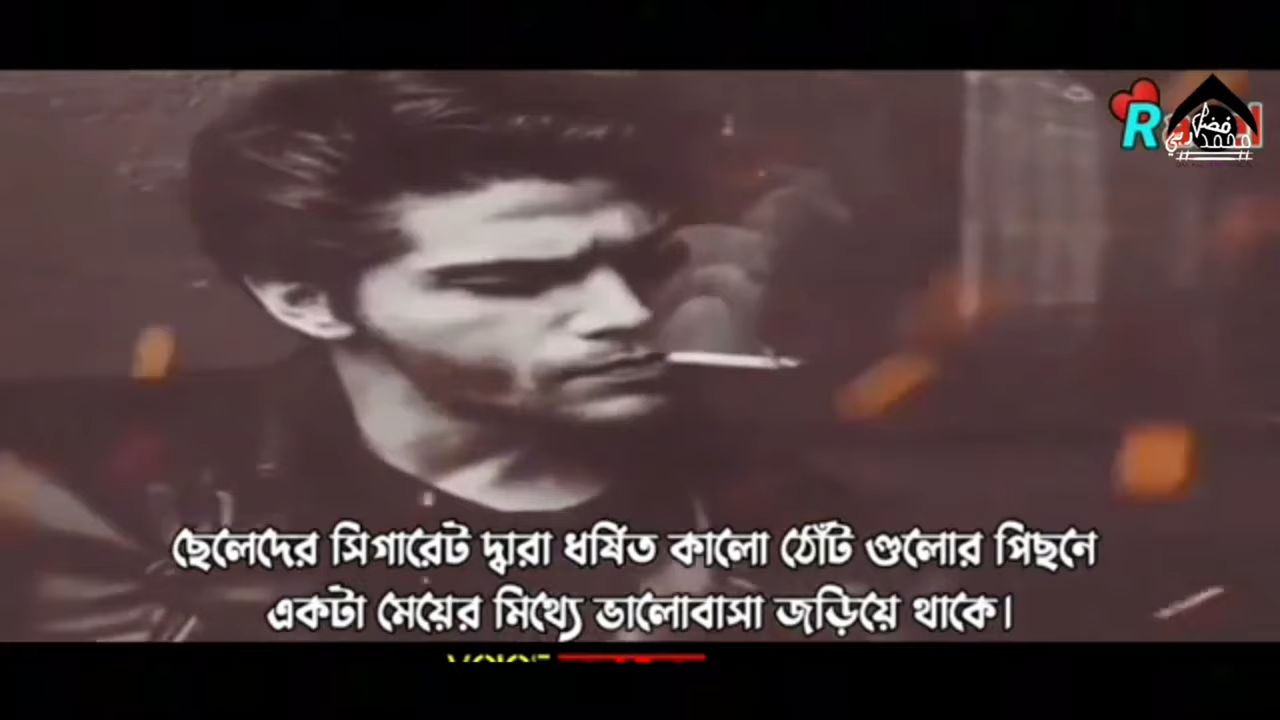 ছেলেদের সিগারেট দ্বারা ধর্ষিত কালো ঠোঁট গুলোর পিছনে
একটা মেয়ের মিথ্যে ভালোবাসা জড়িয়ে থাকে।